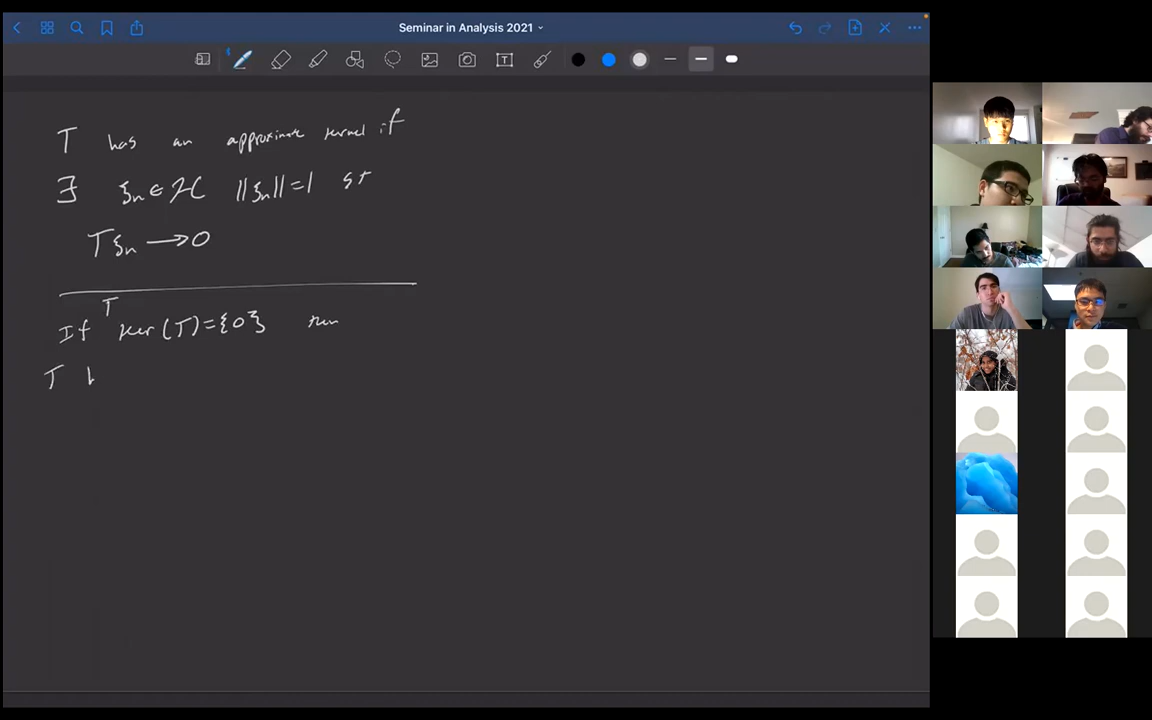 Seminar in Analysis 2021
T has an approximate kernel if
∃ ξn ∈ H ||ξn||=1 st
Tξn → 0
T
If ker(T)={0} then
T h